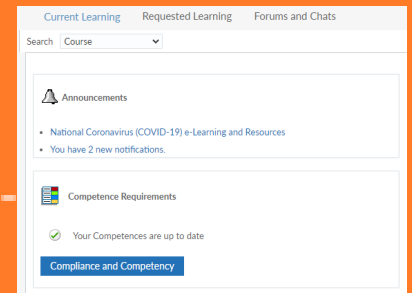 Current Learning Requested Learning Forums and Chats
Search Course
Announcements
National Coronavirus (COVID-19) e-Learning and Resources
You have 2 new notifications.
Competence Requirements
Your Competences are up to date
Compliance and Competency